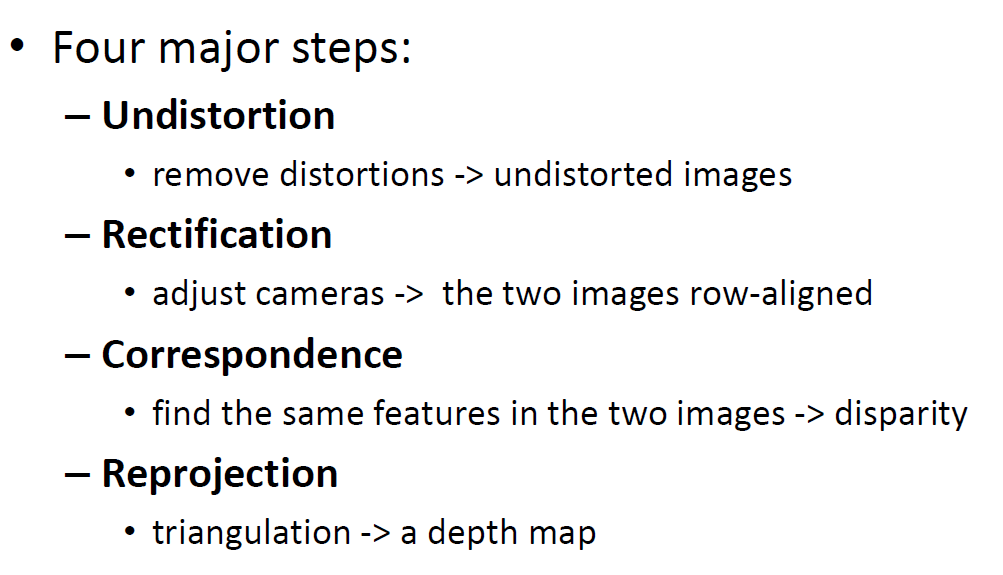 • Four major steps:
– Undistortion
• remove distortions -> undistorted images
– Rectification
• adjust cameras ->  the two images row-aligned
– Correspondence
• find the same features in the two images -> disparity
– Reprojection
• triangulation -> a depth map